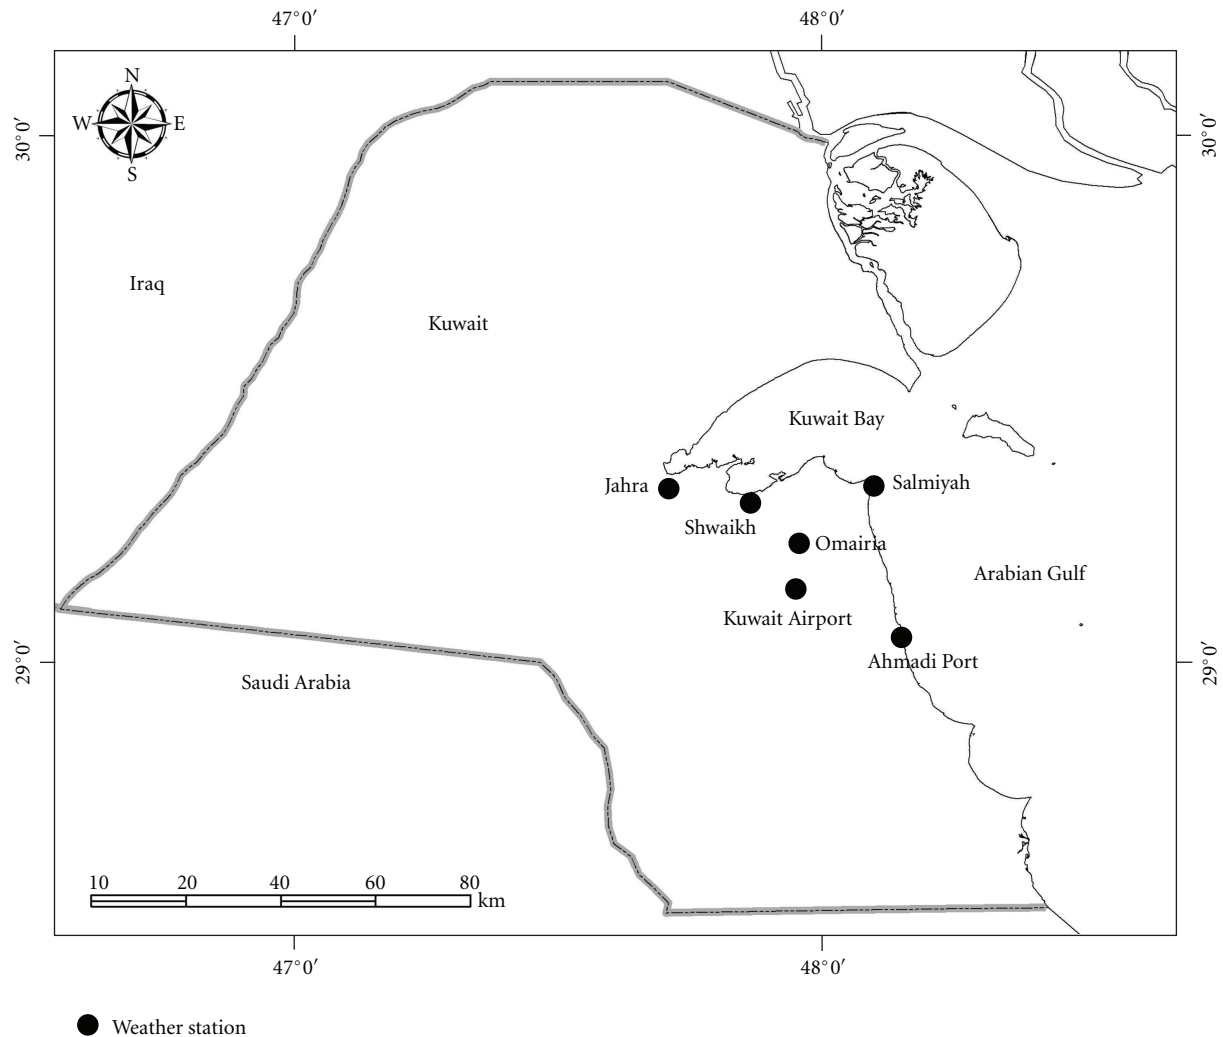 47°0′ 48°0′
N
W E
S
30°0′ 30°0′
Iraq
Kuwait
Kuwait Bay
Jahra
Salmiyah
Shwaikh
Omairia
Arabian Gulf
Kuwait Airport
Ahmadi Port
29°0′ 29°0′
Saudi Arabia
10 20 40 60 80
km
47°0′ 48°0′
Weather station